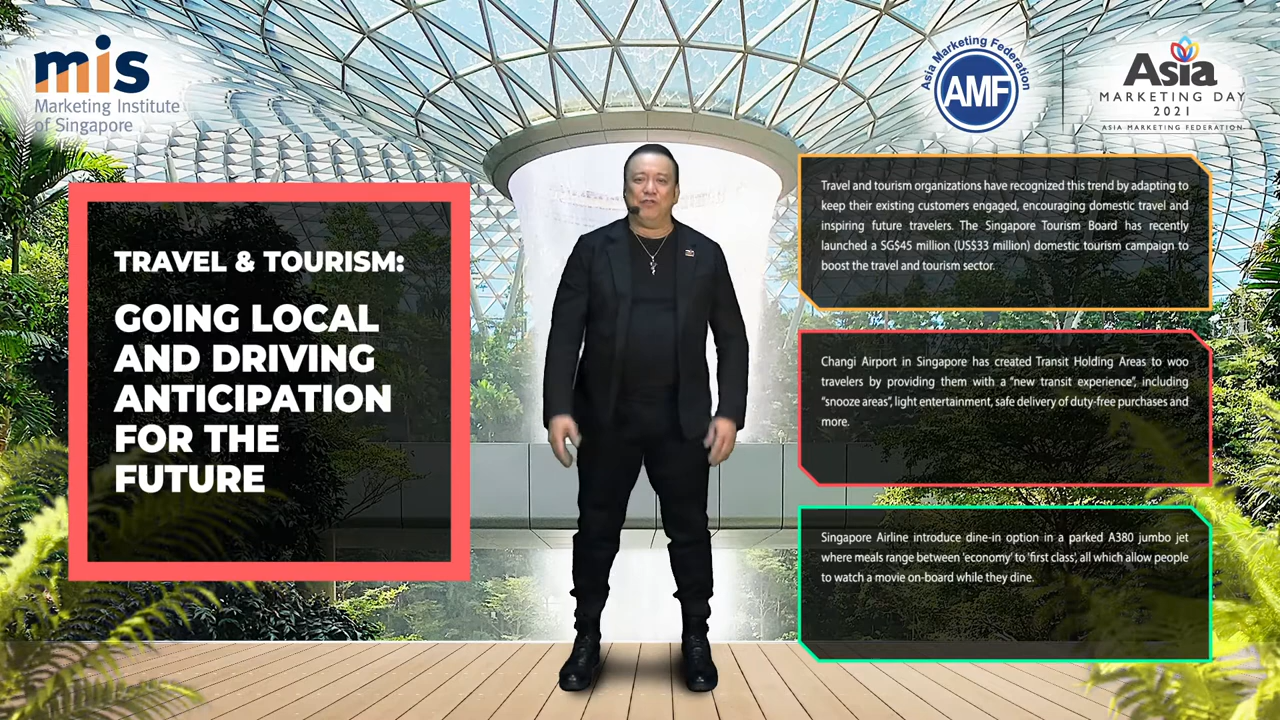 mis
Marketing Institute
of Singapore
Asia Marketing Federation
AMF
Asia
MARKETING DAY
2021
ASIA MARKETING FEDERATION
TRAVEL & TOURISM:
GOING LOCAL
AND DRIVING
ANTICIPATION
FOR THE
FUTURE
Travel and tourism organizations have recognized this trend by adapting to
keep their existing customers engaged, encouraging domestic travel and
inspiring future travelers. The Singapore Tourism Board has recently
launched a SG$45 million (US$33 million) domestic tourism campaign to
boost the travel and tourism sector.
Changi Airport in Singapore has created Transit Holding Areas to woo
travelers by providing them with a “new transit experience”, including
“snooze areas”, light entertainment, safe delivery of duty-free purchases and
more.
Singapore Airline introduce dine-in option in a parked A380 jumbo jet
where meals range between 'economy' to 'first class', all which allow people
to watch a movie on-board while they dine.